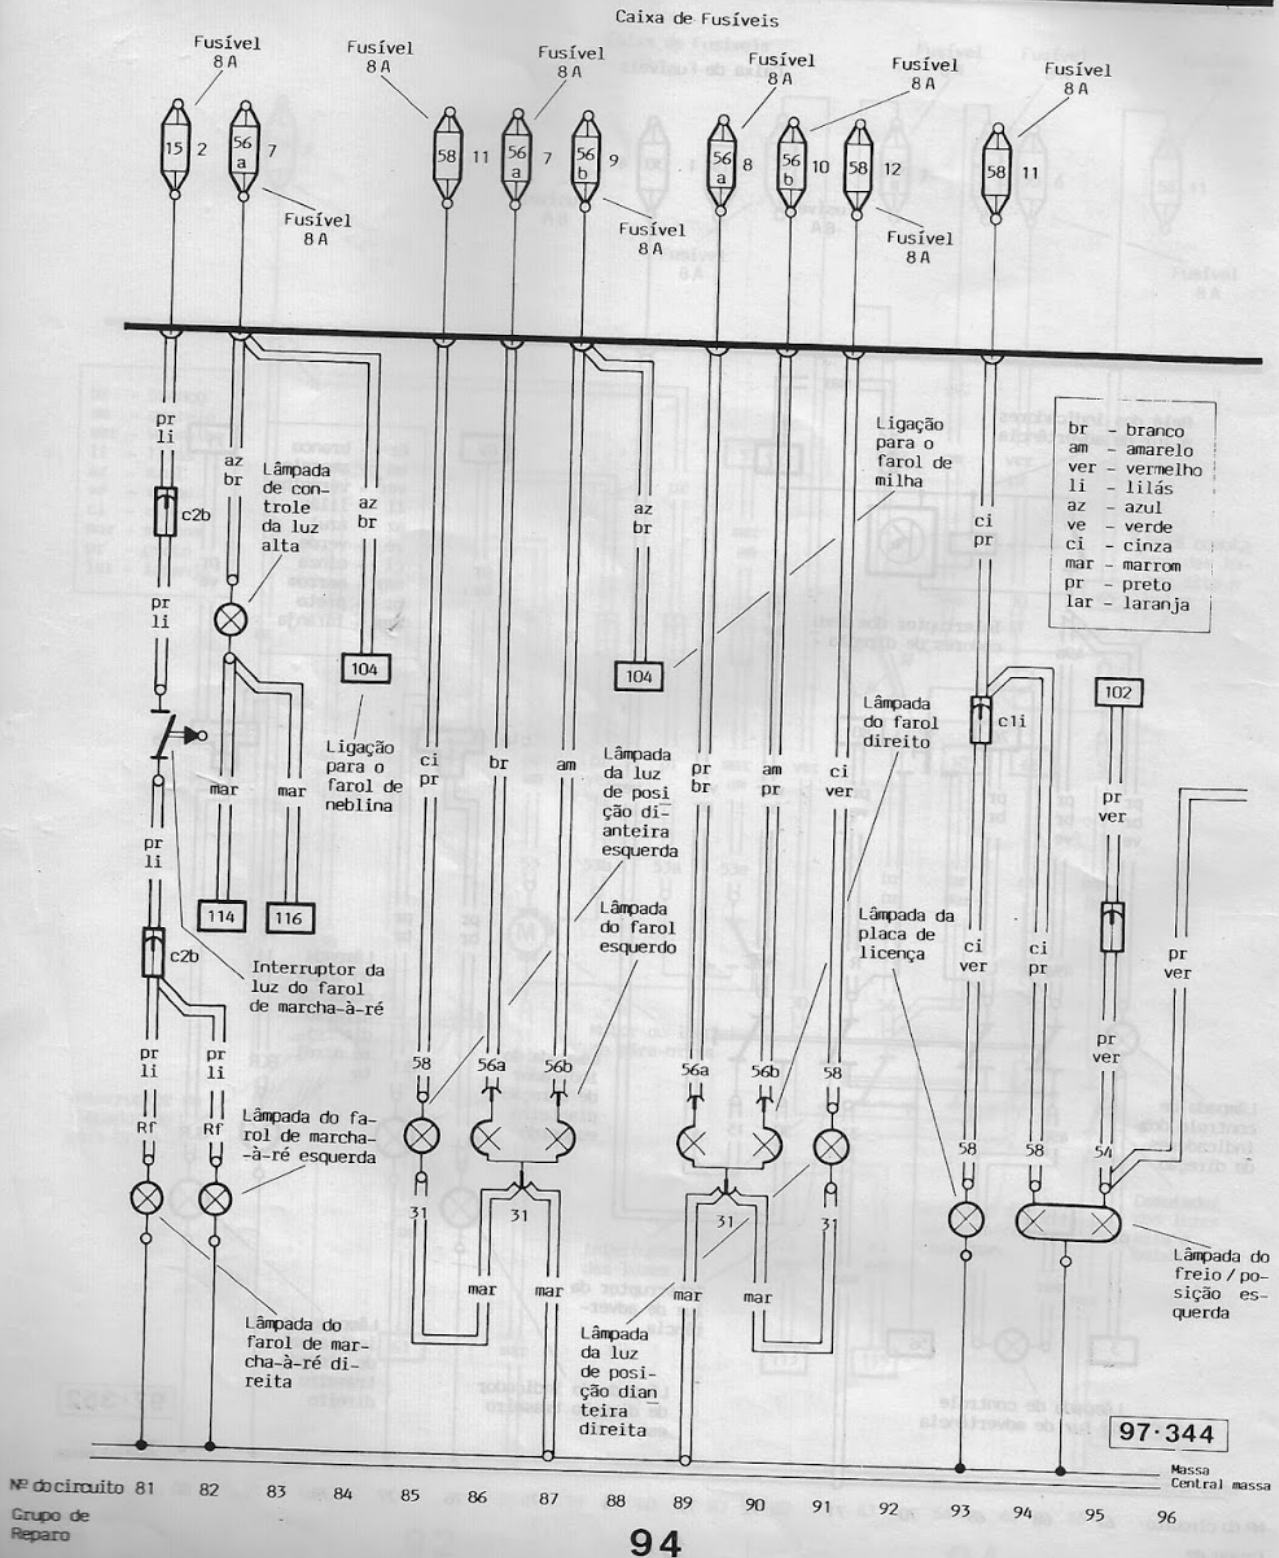 Caixa de Fusíveis
Fusível
8 A
Fusível
8 A
Fusível
8 A
Fusível
8 A
Fusível
8 A
Fusível
8 A
15 2
56
a 7
58 11
56
a 7
56
b 9
56
a 8
56
b 10
58 12
58 11
Fusível
8 A
Fusível
8 A
Fusível
8 A
pr
li
az
br
Lâmpada
de con-
trole
da luz
alta
az
br
az
br
Ligação
para o
farol de
milha
ci
pr
br – branco
am – amarelo
ver – vermelho
li – lilás
az – azul
ve – verde
ci – cinza
mar – marrom
pr – preto
lar – laranja
c2b
pr
li
104
104
102
c1i
Ligação
para o
farol de
neblina
mar
mar
ci
pr
br
am
Lâmpada
da luz
de posi
ção di-
anteira
esquerda
pr
br
am
pr
ci
ver
Lâmpada
do farol
direito
pr
ver
pr
li
114
116
c2b
Interruptor da
luz do farol
de marcha-à-ré
Lâmpada
do farol
esquerdo
Lâmpada da
placa de
licença
ci
ver
ci
pr
pr
ver
pr
li
pr
li
pr
ver
58
56a
56b
56a
56b
58
Rf
Rf
Lâmpada do fa-
rol de marcha-
-à-ré esquerda
58
58
54
31
31
31
31
mar
mar
mar
mar
Lâmpada do
freio/po-
sição es-
querda
Lâmpada do
farol de mar-
cha-à-ré di-
reita
Lâmpada
da luz
de posi-
ção dian
teira
direita
97·344
Massa
Central massa
Nº do circuito 81 82 83 84 85 86 87 88 89 90 91 92 93 94 95 96
Grupo de
Reparo
94